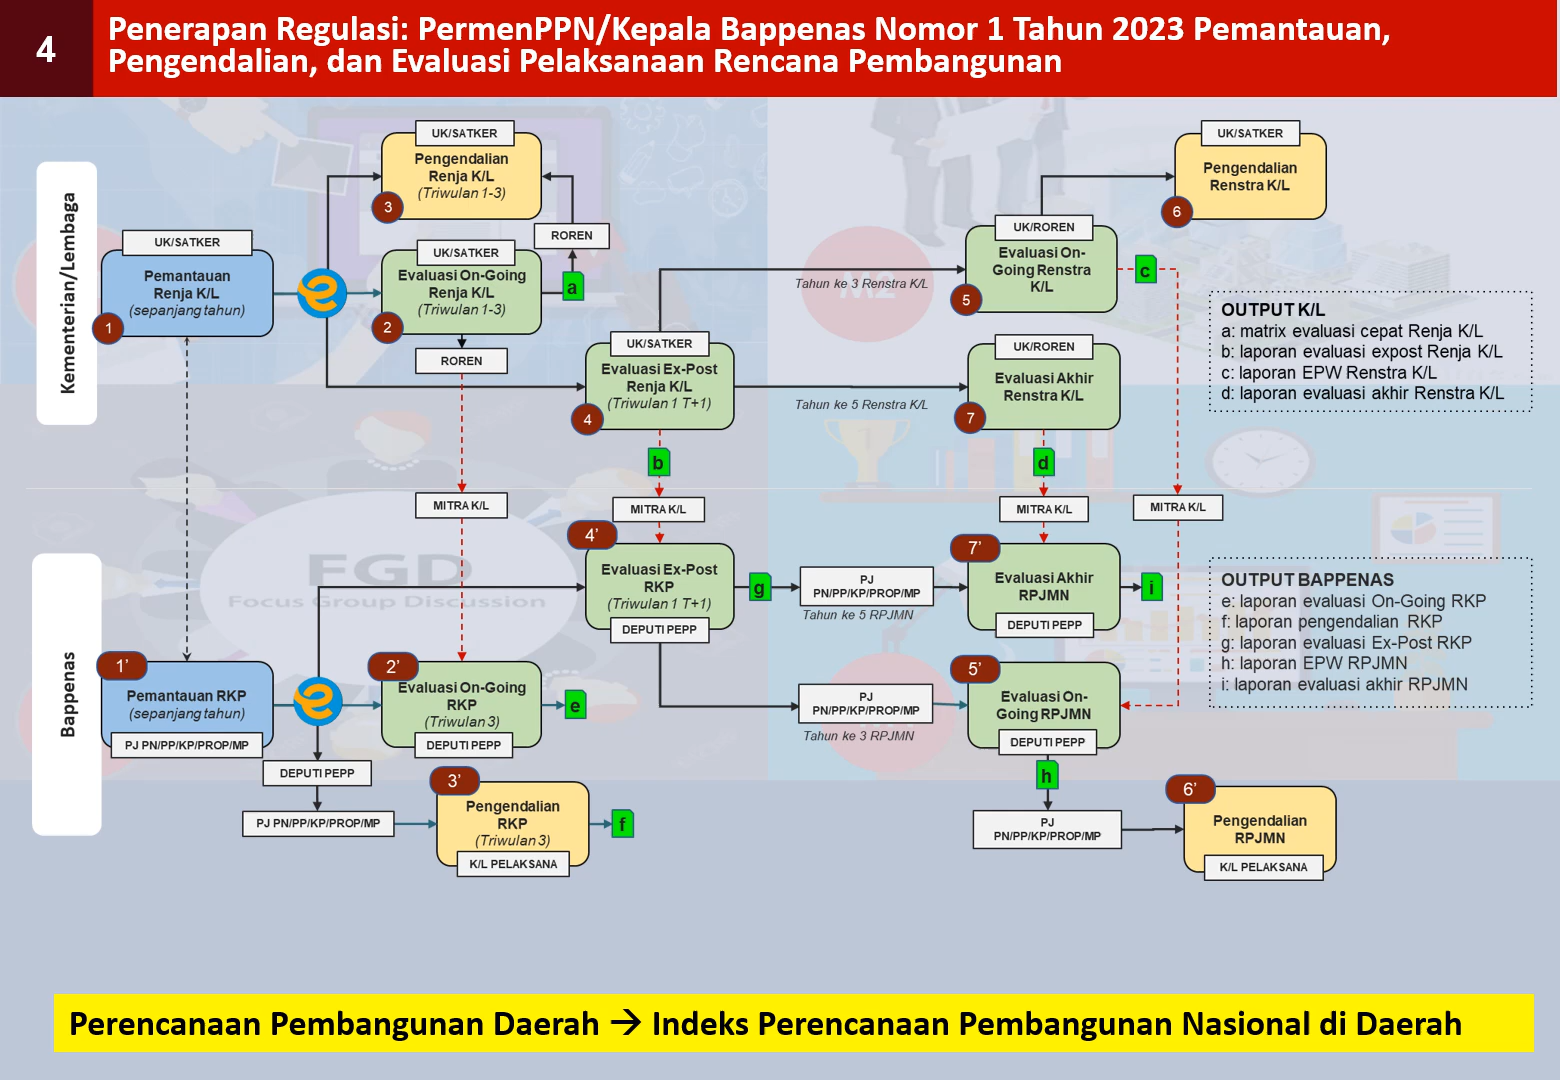 4
Penerapan Regulasi: PermenPPN/Kepala Bappenas Nomor 1 Tahun 2023 Pemantauan,
Pengendalian, dan Evaluasi Pelaksanaan Rencana Pembangunan
Kementerian/Lembaga
UK/SATKER
Pemantauan
Renja K/L
(sepanjang tahun)
1
UK/SATKER
Pengendalian
Renja K/L
(Triwulan 1-3)
3
ROREN
UK/SATKER
Evaluasi On-Going
Renja K/L
(Triwulan 1-3)
2
a
ROREN
UK/SATKER
Evaluasi Ex-Post
Renja K/L
(Triwulan 1 T+1)
4
b
Tahun ke 3 Renstra K/L
M2
Tahun ke 5 Renstra K/L
UK/ROREN
Evaluasi On-
Going Renstra
K/L
5
c
UK/SATKER
Pengendalian
Renstra K/L
6
UK/ROREN
Evaluasi Akhir
Renstra K/L
7
d
OUTPUT K/L
a: matrix evaluasi cepat Renja K/L
b: laporan evaluasi expost Renja K/L
c: laporan EPW Renstra K/L
d: laporan evaluasi akhir Renstra K/L
MITRA K/L
MITRA K/L
MITRA K/L
MITRA K/L
Bappenas
FGD
Focus Group Discussion
1’
Pemantauan RKP
(sepanjang tahun)
PJ PN/PP/KP/PROP/MP
2’
Evaluasi On-Going
RKP
(Triwulan 3)
DEPUTI PEPP
e
DEPUTI PEPP
PJ PN/PP/KP/PROP/MP
3’
Pengendalian
RKP
(Triwulan 3)
K/L PELAKSANA
f
4’
Evaluasi Ex-Post
RKP
(Triwulan 1 T+1)
DEPUTI PEPP
g
PJ
PN/PP/KP/PROP/MP
Tahun ke 5 RPJMN
7’
Evaluasi Akhir
RPJMN
DEPUTI PEPP
i
PJ
PN/PP/KP/PROP/MP
Tahun ke 3 RPJMN
5’
Evaluasi On-
Going RPJMN
DEPUTI PEPP
h
PJ
PN/PP/KP/PROP/MP
6’
Pengendalian
RPJMN
K/L PELAKSANA
OUTPUT BAPPENAS
e: laporan evaluasi On-Going RKP
f: laporan pengendalian RKP
g: laporan evaluasi Ex-Post RKP
h: laporan EPW RPJMN
i: laporan evaluasi akhir RPJMN
Perencanaan Pembangunan Daerah → Indeks Perencanaan Pembangunan Nasional di Daerah